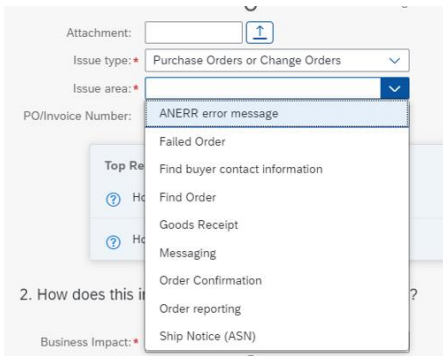 Attachment:
Issue type:* Purchase Orders or Change Orders
Issue area:*
PO/Invoice Number:
ANERR error message
Failed Order
Find buyer contact information
Find Order
Goods Receipt
Messaging
Order Confirmation
Order reporting
Ship Notice (ASN)
Top Re
Ho
Ho
2. How does this i ?
Business Impact:*